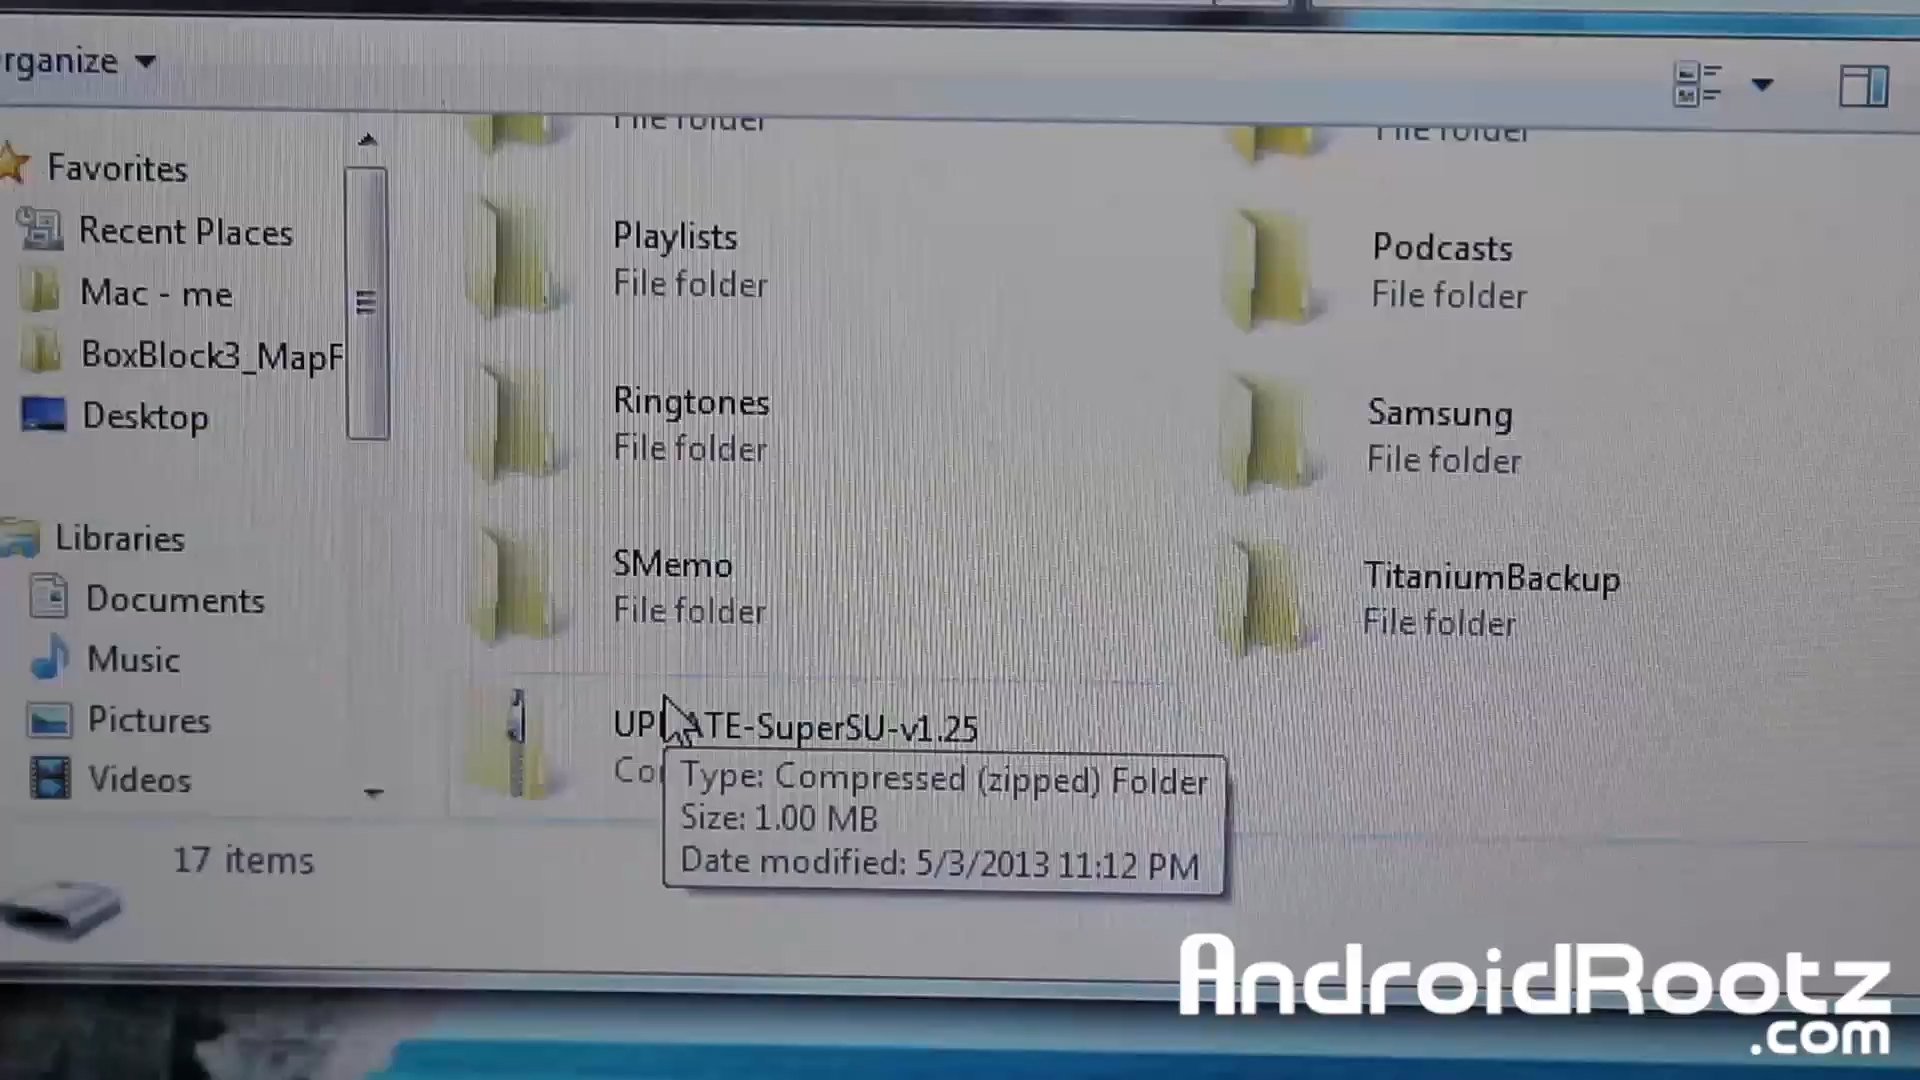 rganize
File folder
File folder
Favorites
Recent Places
Mac - me
BoxBlock3_MapF
Desktop
Libraries
Documents
Music
Pictures
Videos
Playlists
File folder
Podcasts
File folder
Ringtones
File folder
Samsung
File folder
SMemo
File folder
TitaniumBackup
File folder
UPDATE-SuperSU-v1.25
Co
Type: Compressed (zipped) Folder
Size: 1.00 MB
Date modified: 5/3/2013 11:12 PM
17 items
AndroidRootz
.com